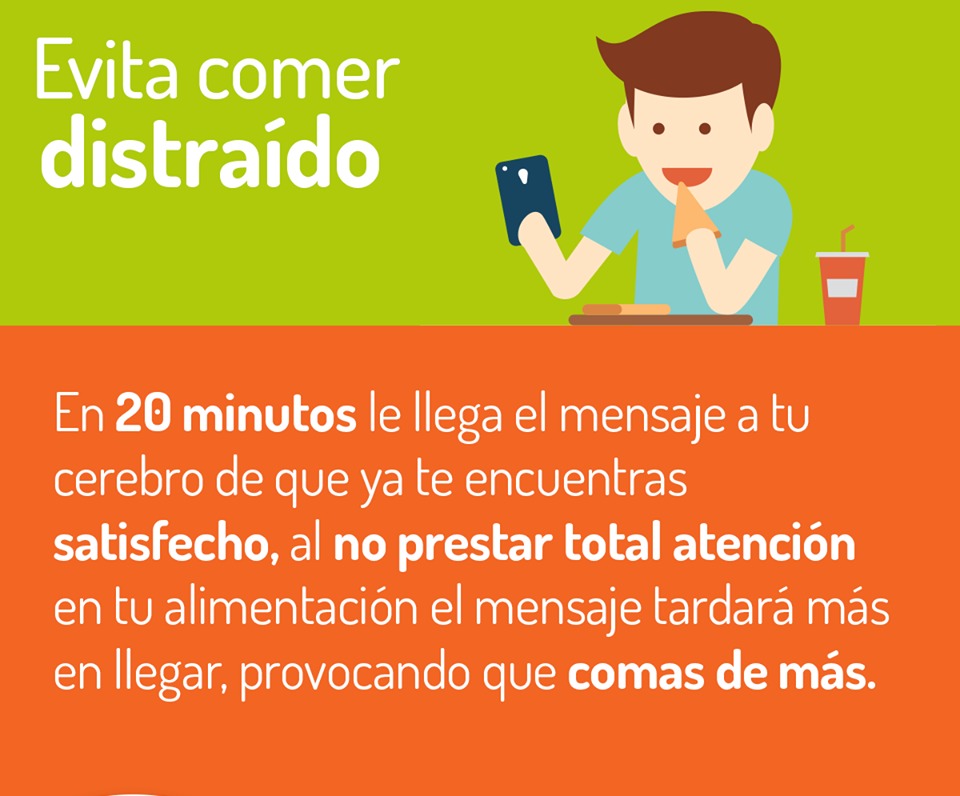 Evita comer
distraído
En 20 minutos le llega el mensaje a tu
cerebro de que ya te encuentras
satisfecho, al no prestar total atención
en tu alimentación el mensaje tardará más
en llegar, provocando que comas de más.